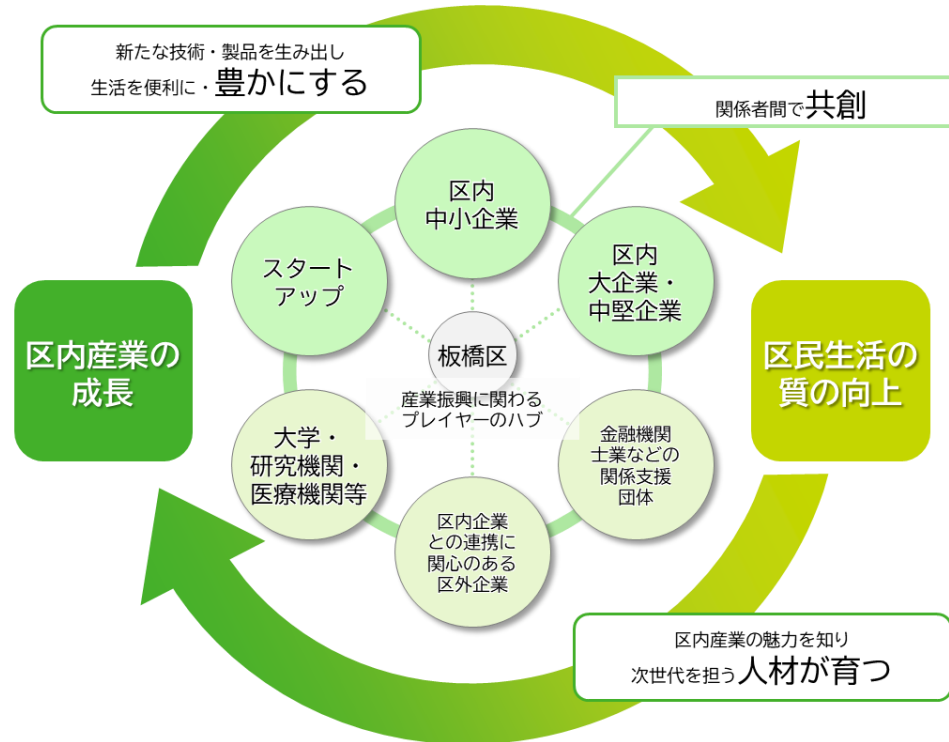 新たな技術・製品を生み出し
生活を便利に・豊かにする
関係者間で共創
区内
中小企業
スタート
アップ
区内
大企業・
中堅企業
板橋区
産業振興に関わる
プレイヤーのハブ
区内産業の
成長
区民生活の
質の向上
大学・
研究機関・
医療機関等
金融機関
士業などの
関係支援
団体
区内企業
との連携に
関心のある
区外企業
区内産業の魅力を知り
次世代を担う人材が育つ